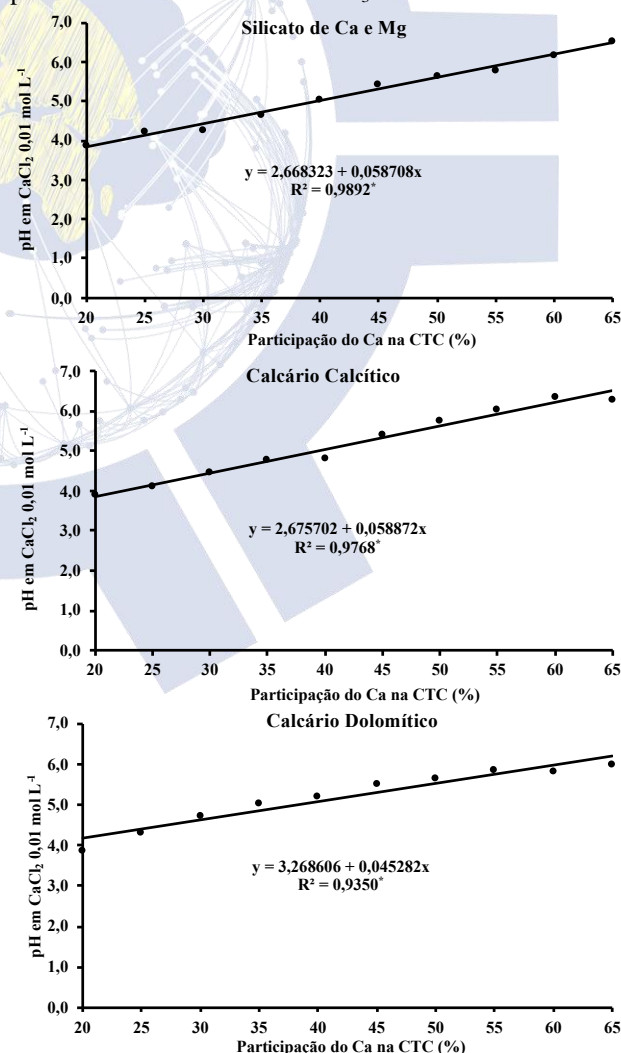 Silicato de Ca e Mg
7,0
6,0
5,0
4,0
3,0
2,0
1,0
0,0
pH em CaCl₂ 0,01 mol L⁻¹
y = 2,668323 + 0,058708x
R² = 0,9892*
20 25 30 35 40 45 50 55 60 65
Participação do Ca na CTC (%)
Calcário Calcítico
7,0
6,0
5,0
4,0
3,0
2,0
1,0
0,0
pH em CaCl₂ 0,01 mol L⁻¹
y = 2,675702 + 0,058872x
R² = 0,9768*
20 25 30 35 40 45 50 55 60 65
Participação do Ca na CTC (%)
Calcário Dolomítico
7,0
6,0
5,0
4,0
3,0
2,0
1,0
0,0
pH em CaCl₂ 0,01 mol L⁻¹
y = 3,268606 + 0,045282x
R² = 0,9350*
20 25 30 35 40 45 50 55 60 65
Participação do Ca na CTC (%)